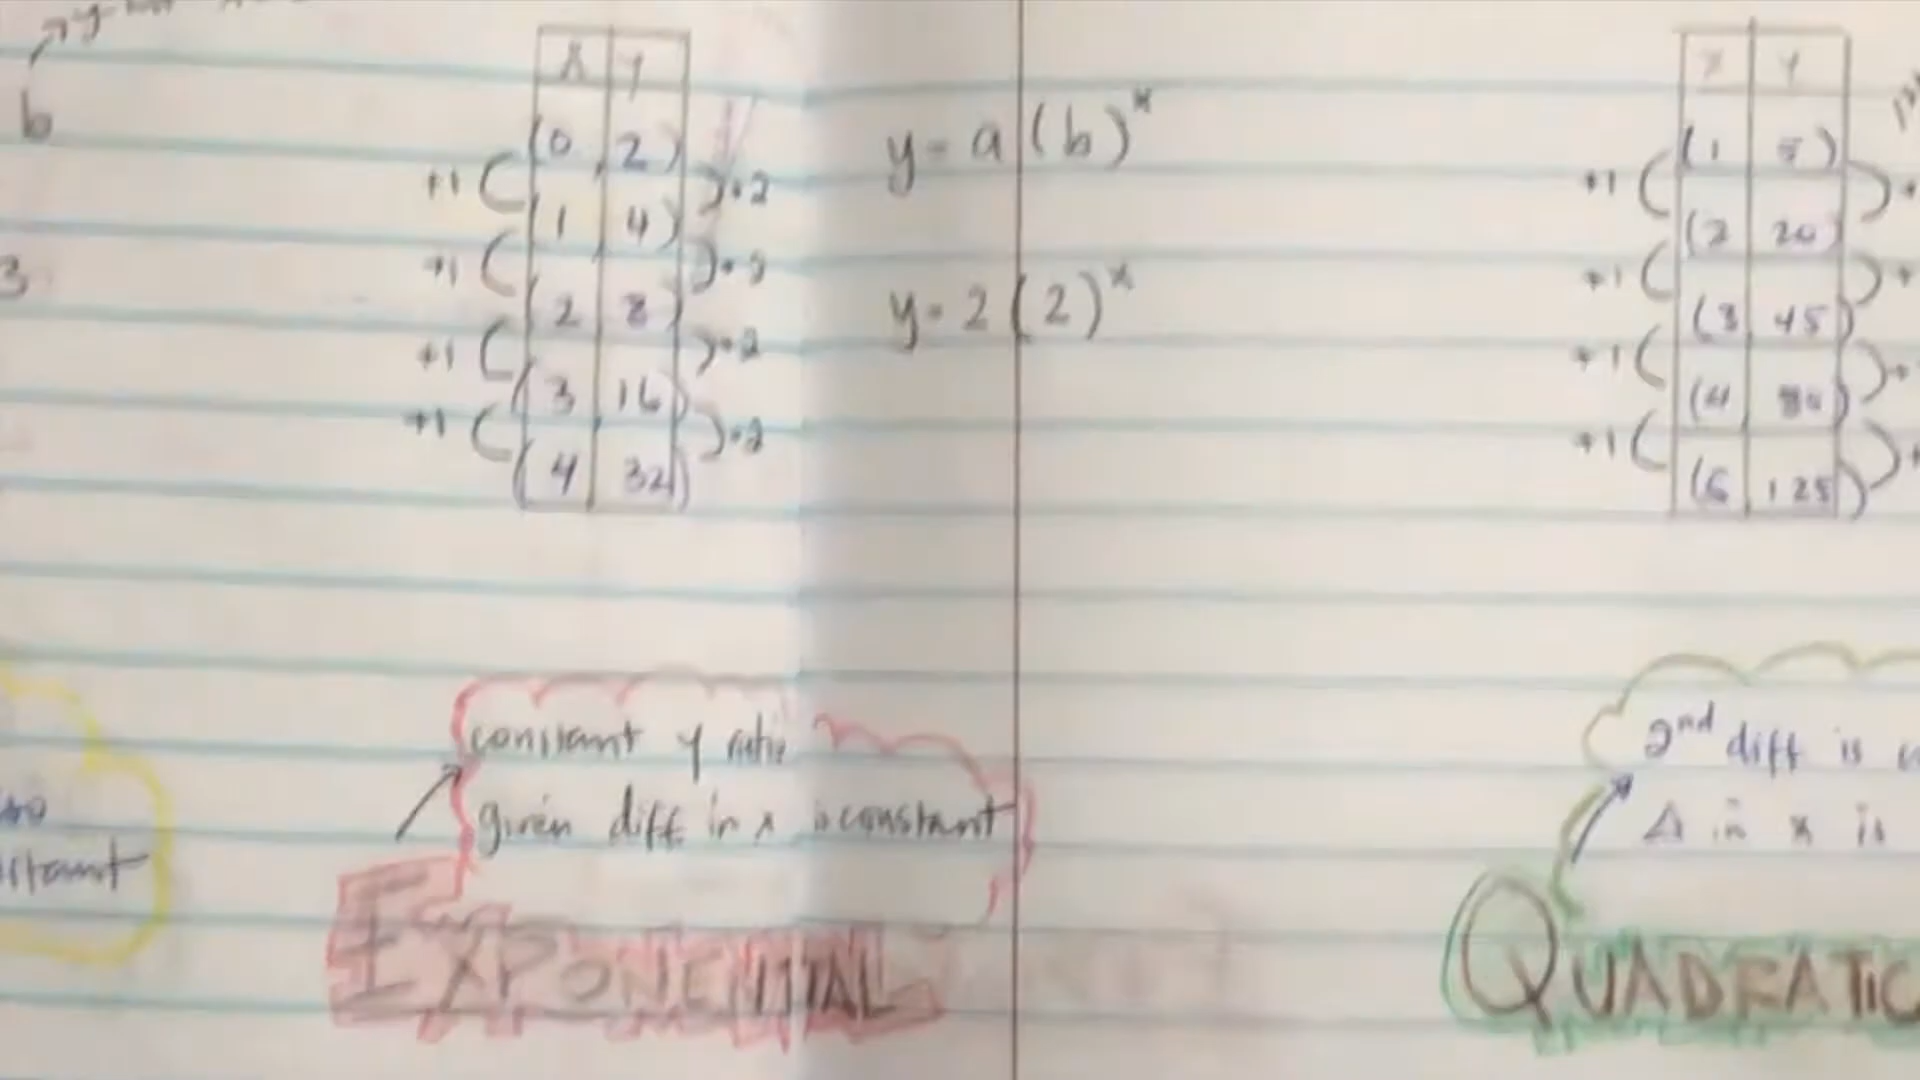 b
3
X Y
(0, 2)
(1, 4)
(2 8)
(3 16)
(4 32)
+1
+1
+1
+1
·2
·2
·2
·2
y = a(b)^x
y = 2(2)^x
constant y ratio
given diff in x is constant
EXPONENTIAL
X Y
(1 5)
(2 20)
(3 45)
(4 80)
(5 125)
+1
+1
+1
+1
2nd diff is
Δ in x is
QUADRATIC